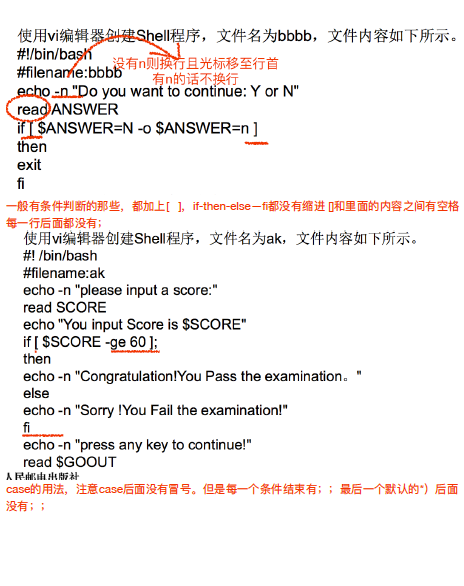 使用vi编辑器创建Shell程序，文件名为bbbb，文件内容如下所示。
#!/bin/bash
#filename:bbbb
没有n则换行且光标移至行首
有n的话不换行
echo -n "Do you want to continue: Y or N"
read ANSWER
if [ $ANSWER=N -o $ANSWER=n ]
then
exit
fi
一般有条件判断的那些，都加上[ ]，if-then-else—fi都没有缩进 []和里面的内容之间有空格
每一行后面都没有；
使用vi编辑器创建Shell程序，文件名为ak，文件内容如下所示。
#! /bin/bash
#filename:ak
echo -n "please input a score:"
read SCORE
echo "You input Score is $SCORE"
if [ $SCORE -ge 60 ];
then
echo -n "Congratulation!You Pass the examination。"
else
echo -n "Sorry !You Fail the examination!"
fi
echo -n "press any key to continue!"
read $GOOUT
人民邮电出版社
case的用法，注意case后面没有冒号。但是每一个条件结束有；；最后一个默认的*）后面
没有；；